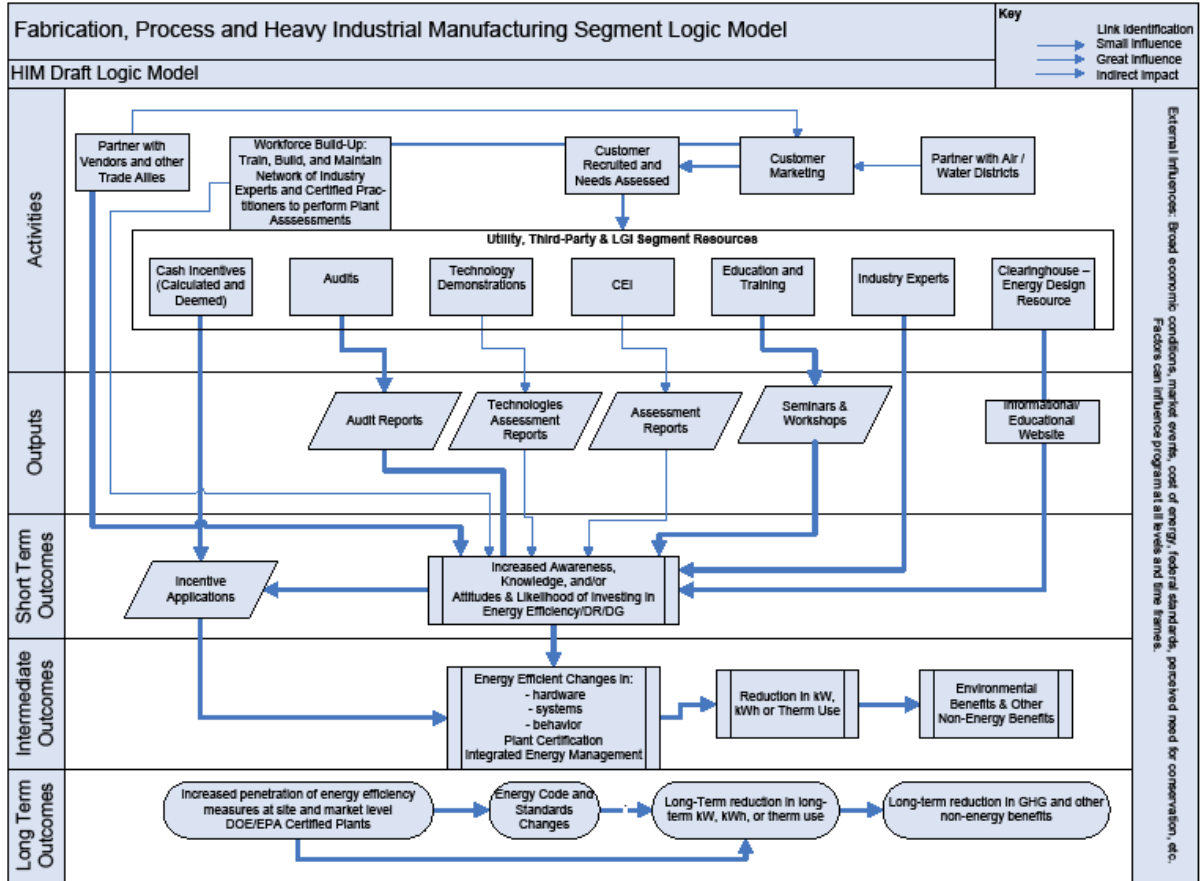 Fabrication, Process and Heavy Industrial Manufacturing Segment Logic Model
HIM Draft Logic Model
Key
Link Identification
Small Influence
Great Influence
Indirect Impact
Activities
Partner with
Vendors and other
Trade Allies
Workforce Build-Up:
Train, Build, and Maintain
Network of Industry
Experts and Certified Prac-
titioners to perform Plant
Asssessments
Customer
Recruited and
Needs Assessed
Customer
Marketing
Partner with Air /
Water Districts
Utility, Third-Party & LGI Segment Resources
Cash Incentives
(Calculated and
Deemed)
Audits
Technology
Demonstrations
CEI
Education and
Training
Industry Experts
Clearinghouse –
Energy Design
Resource
Outputs
Audit Reports
Technologies
Assessment
Reports
Assessment
Reports
Seminars &
Workshops
Informational/
Educational
Website
Short Term
Outcomes
Incentive
Applications
Increased Awareness,
Knowledge, and/or
Attitudes & Likelihood of Investing in
Energy Efficiency/DR/DG
Intermediate
Outcomes
Energy Efficient Changes in:
- hardware
- systems
- behavior
Plant Certification
Integrated Energy Management
Reduction in kW,
kWh or Therm Use
Environmental
Benefits & Other
Non-Energy Benefits
Long Term
Outcomes
Increased penetration of energy efficiency
measures at site and market level
DOE/EPA Certified Plants
Energy Code and
Standards
Changes
Long-Term reduction in long-
term kW, kWh, or therm use
Long-term reduction in GHG and other
non-energy benefits
External Influences: Broad economic conditions, market events, cost of energy, federal standards, perceived need for conservation, etc.
Factors can influence program at all levels and time frames.